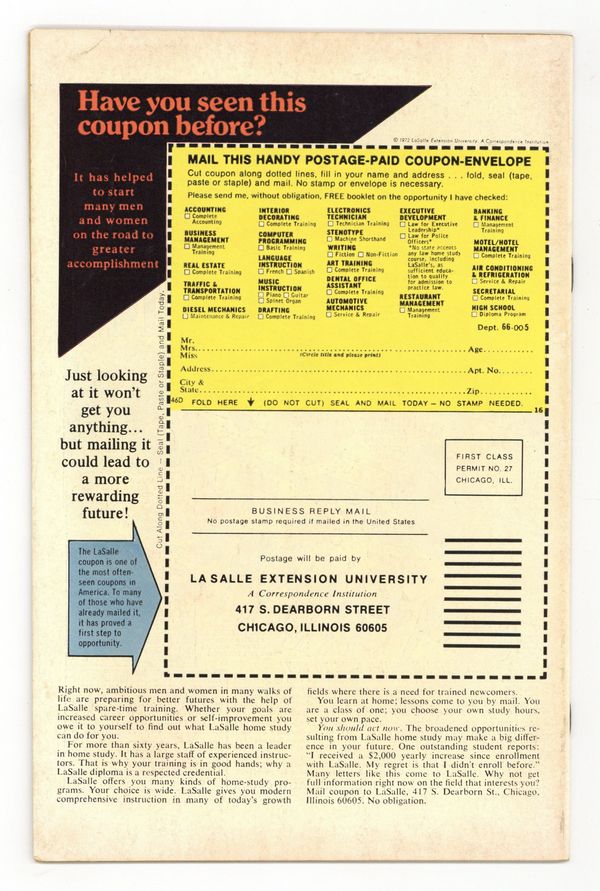 Have you seen this
coupon before?
© 1972 LaSalle Extension University, A Correspondence Institution
It has helped
to start
many men
and women
on the road to
greater
accomplishment
MAIL THIS HANDY POSTAGE-PAID COUPON-ENVELOPE
Cut coupon along dotted lines, fill in your name and address . . . fold, seal (tape,
paste or staple) and mail. No stamp or envelope is necessary.
Please send me, without obligation, FREE booklet on the opportunity I have checked:
ACCOUNTING
☐ Complete
Accounting
BUSINESS
MANAGEMENT
☐ Management
Training
REAL ESTATE
☐ Complete Training
TRAFFIC &
TRANSPORTATION
☐ Complete Training
DIESEL MECHANICS
☐ Maintenance & Repair
INTERIOR
DECORATING
☐ Complete Training
COMPUTER
PROGRAMMING
☐ Basic Training
LANGUAGE
INSTRUCTION
☐ French ☐ Spanish
MUSIC
INSTRUCTION
☐ Piano ☐ Guitar
☐ Spinet Organ
DRAFTING
☐ Complete Training
ELECTRONICS
TECHNICIAN
☐ Technician Training
STENOTYPE
☐ Machine Shorthand
WRITING
☐ Fiction ☐ Non-Fiction
ART TRAINING
☐ Complete Training
DENTAL OFFICE
ASSISTANT
☐ Complete Training
AUTOMOTIVE
MECHANICS
☐ Service & Repair
EXECUTIVE
DEVELOPMENT
☐ Law for Executive
Leadership*
☐ Law for Police
Officers*
*No state accepts
any law home study
course, including
LaSalle's, as
sufficient educa-
tion to qualify
for admission to
practice law.
RESTAURANT
MANAGEMENT
☐ Management
Training
BANKING
& FINANCE
☐ Management
Training
MOTEL/HOTEL
MANAGEMENT
☐ Complete Training
AIR CONDITIONING
& REFRIGERATION
☐ Service & Repair
SECRETARIAL
☐ Complete Training
HIGH SCHOOL
☐ Diploma Program
Dept. 66-005
Mr.
Mrs. Age
Miss (Circle title and please print)
Address Apt. No.
City &
State Zip
46D FOLD HERE (DO NOT CUT) SEAL AND MAIL TODAY – NO STAMP NEEDED.
16
Cut Along Dotted Line – Seal (Tape, Paste or Staple) and Mail Today.
Just looking
at it won't
get you
anything...
but mailing it
could lead to
a more
rewarding
future!
FIRST CLASS
PERMIT NO. 27
CHICAGO, ILL.
BUSINESS REPLY MAIL
No postage stamp required if mailed in the United States
Postage will be paid by
LA SALLE EXTENSION UNIVERSITY
A Correspondence Institution
417 S. DEARBORN STREET
CHICAGO, ILLINOIS 60605
The LaSalle
coupon is one of
the most often-
seen coupons in
America. To many
of those who have
already mailed it,
it has proved a
first step to
opportunity.
Right now, ambitious men and women in many walks of
life are preparing for better futures with the help of
LaSalle spare-time training. Whether your goals are
increased career opportunities or self-improvement you
owe it to yourself to find out what LaSalle home study
can do for you.
For more than sixty years, LaSalle has been a leader
in home study. It has a large staff of experienced instruc-
tors. That is why your training is in good hands; why a
LaSalle diploma is a respected credential.
LaSalle offers you many kinds of home-study pro-
grams. Your choice is wide. LaSalle gives you modern
comprehensive instruction in many of today's growth
fields where there is a need for trained newcomers.
You learn at home; lessons come to you by mail. You
are a class of one; you choose your own study hours,
set your own pace.
You should act now. The broadened opportunities re-
sulting from LaSalle home study may make a big differ-
ence in your future. One outstanding student reports:
"I received a $2,000 yearly increase since enrollment
with LaSalle. My regret is that I didn't enroll before."
Many letters like this come to LaSalle. Why not get
full information right now on the field that interests you?
Mail coupon to LaSalle, 417 S. Dearborn St., Chicago,
Illinois 60605. No obligation.